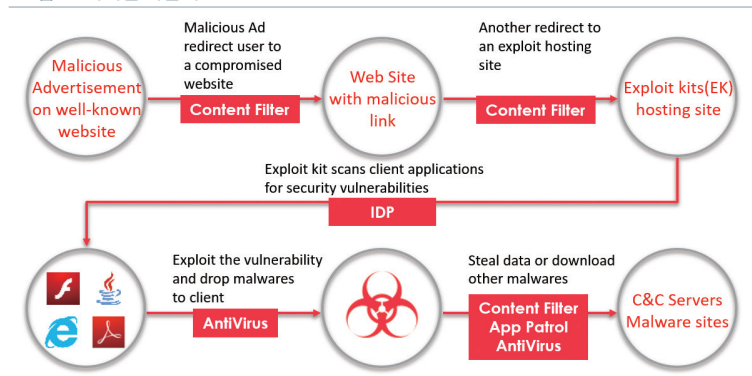 Malicious
Advertisement
on well-known
website
Malicious Ad
redirect user to
a compromised
website
Content Filter
Web Site
with malicious
link
Another redirect to
an exploit hosting
site
Content Filter
Exploit kits(EK)
hosting site
Exploit kit scans client applications
for security vulnerabilities
IDP
Exploit the vulnerability
and drop malwares
to client
AntiVirus
Steal data or download
other malwares
Content Filter
App Patrol
AntiVirus
C&C Servers
Malware sites